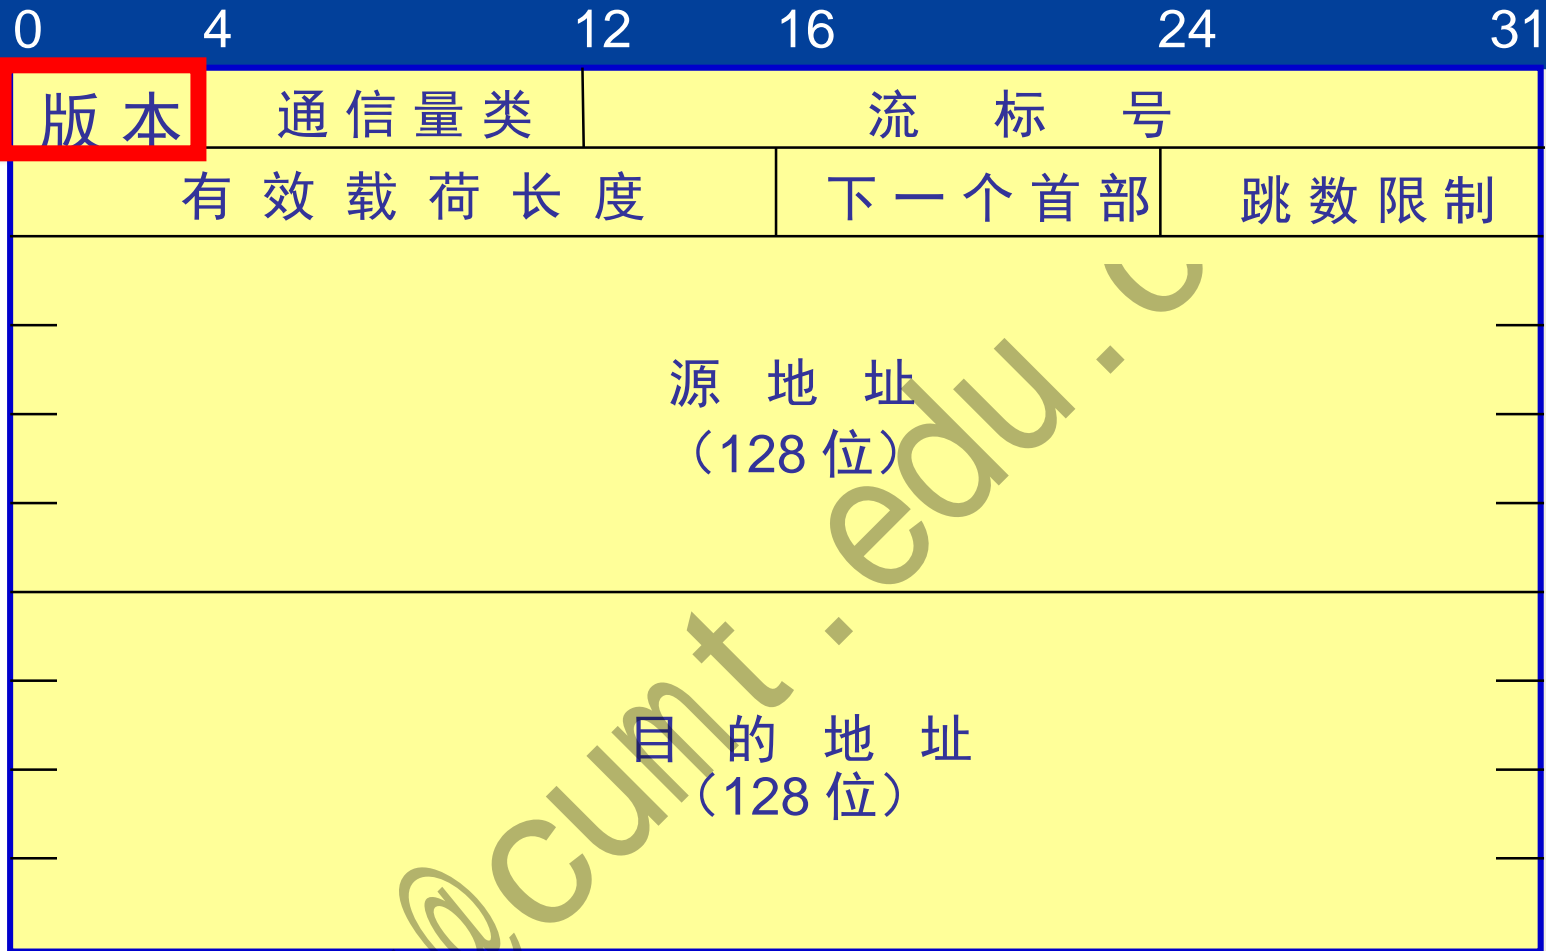 0 4 12 16 24 31
版本 通信量类 流标号
有效载荷长度 下一个首部 跳数限制
源地址
（128 位）
目的地址
（128 位）
@cumt.edu.c